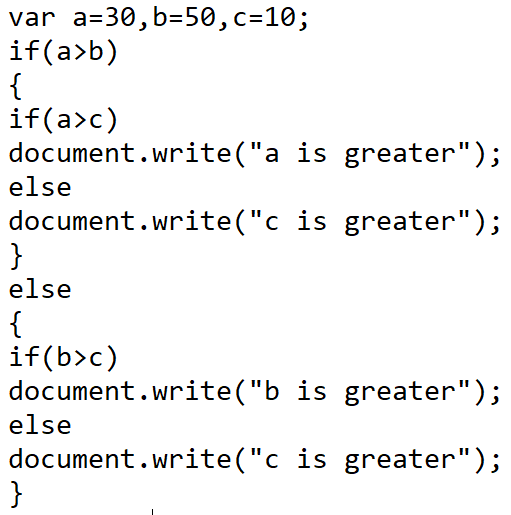 var a=30,b=50,c=10;
if(a>b)
{
if(a>c)
document.write("a is greater");
else
document.write("c is greater");
}
else
{
if(b>c)
document.write("b is greater");
else
document.write("c is greater");
}